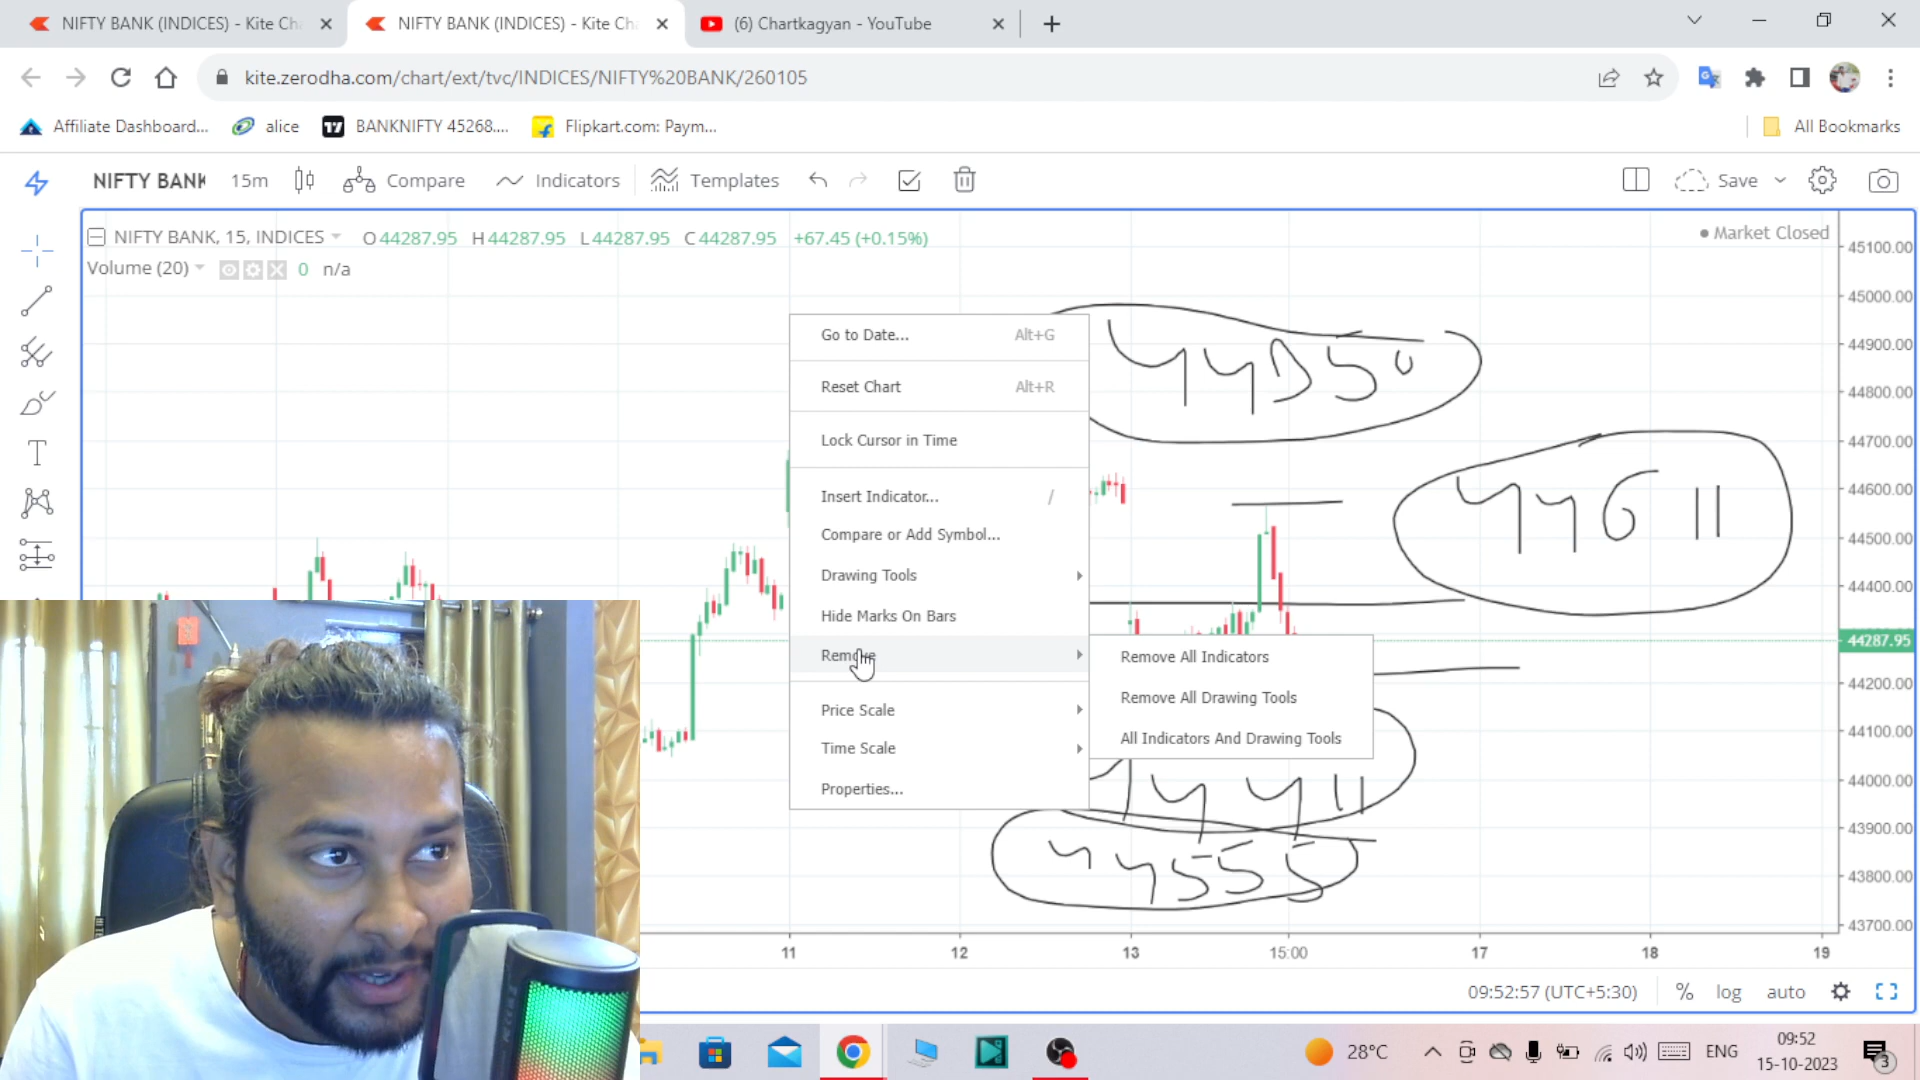 NIFTY BANK (INDICES) - Kite Ch
NIFTY BANK (INDICES) - Kite Ch
(6) Chartkagyan - YouTube
kite.zerodha.com/chart/ext/tvc/INDICES/NIFTY%20BANK/260105
Affiliate Dashboard...
alice
BANKNIFTY 45268....
Flipkart.com: Paym...
All Bookmarks
NIFTY BANK
15m
Compare
Indicators
Templates
Save
NIFTY BANK, 15, INDICES
O44287.95 H44287.95 L44287.95 C44287.95 +67.45 (+0.15%)
Market Closed
Volume (20)
0 n/a
45100.00
45000.00
44900.00
44800.00
44700.00
44600.00
44500.00
44400.00
44287.95
44200.00
44100.00
44000.00
43900.00
43800.00
43700.00
Go to Date... Alt+G
Reset Chart Alt+R
Lock Cursor in Time
Insert Indicator... /
Compare or Add Symbol...
Drawing Tools
Hide Marks On Bars
Remove
Price Scale
Time Scale
Properties...
Remove All Indicators
Remove All Drawing Tools
All Indicators And Drawing Tools
44611
44555
11 12 13 15:00 17 18 19
09:52:57 (UTC+5:30) % log auto
28°C
ENG
09:52
15-10-2023
3